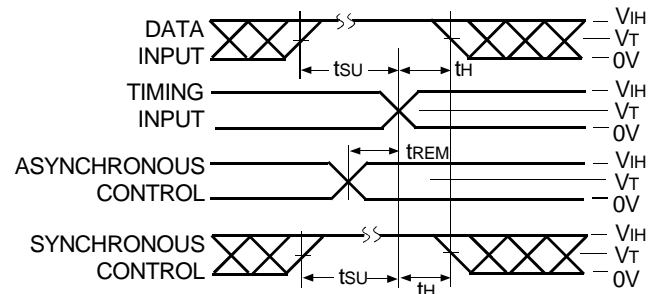 DATA
INPUT
tSU
tH
VIH
VT
0V
TIMING
INPUT
VIH
VT
0V
tREM
ASYNCHRONOUS
CONTROL
VIH
VT
0V
SYNCHRONOUS
CONTROL
tSU
tH
VIH
VT
0V